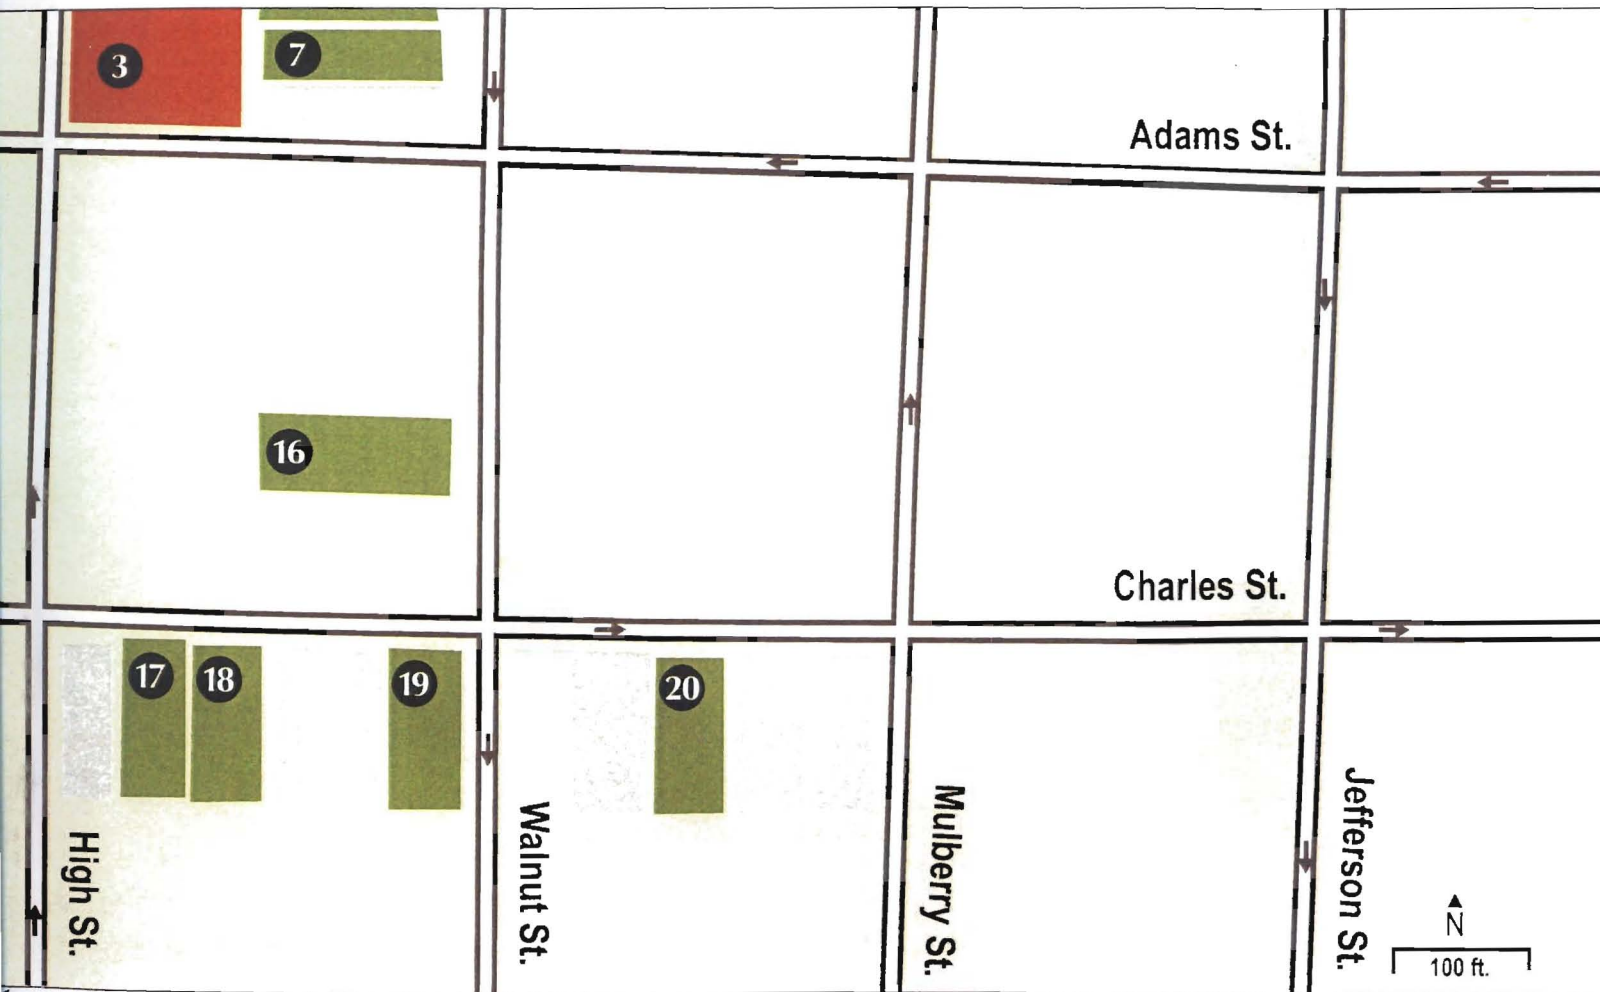 3
7
Adams St.
16
Charles St.
17
18
19
20
High St.
Walnut St.
Mulberry St.
Jefferson St.
N
100 ft.